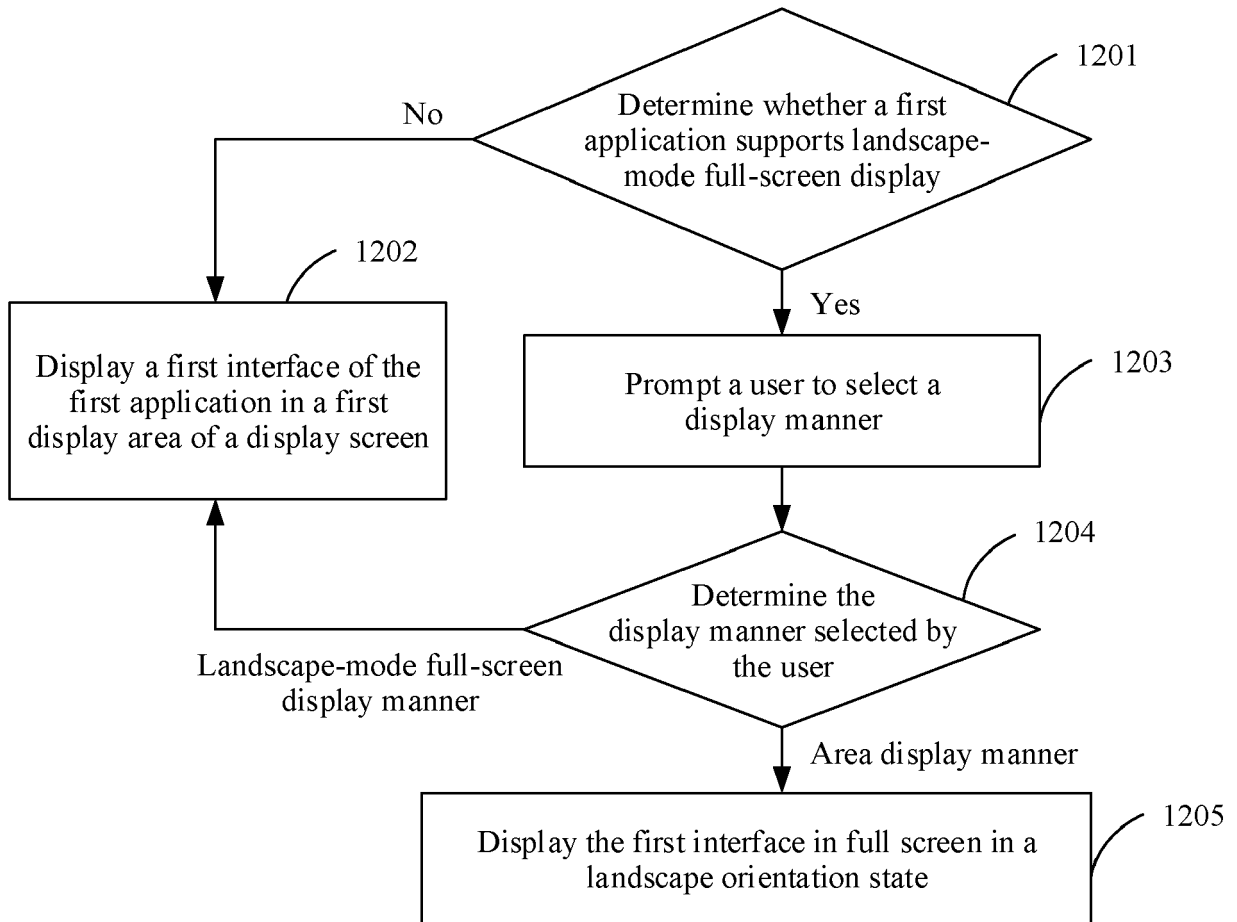 1201
Determine whether a first
application supports landscape-
mode full-screen display
No
1202
Yes
Display a first interface of the
first application in a first
display area of a display screen
1203
Prompt a user to select a
display manner
1204
Determine the
display manner selected by
the user
Landscape-mode full-screen
display manner
Area display manner
1205
Display the first interface in full screen in a
landscape orientation state